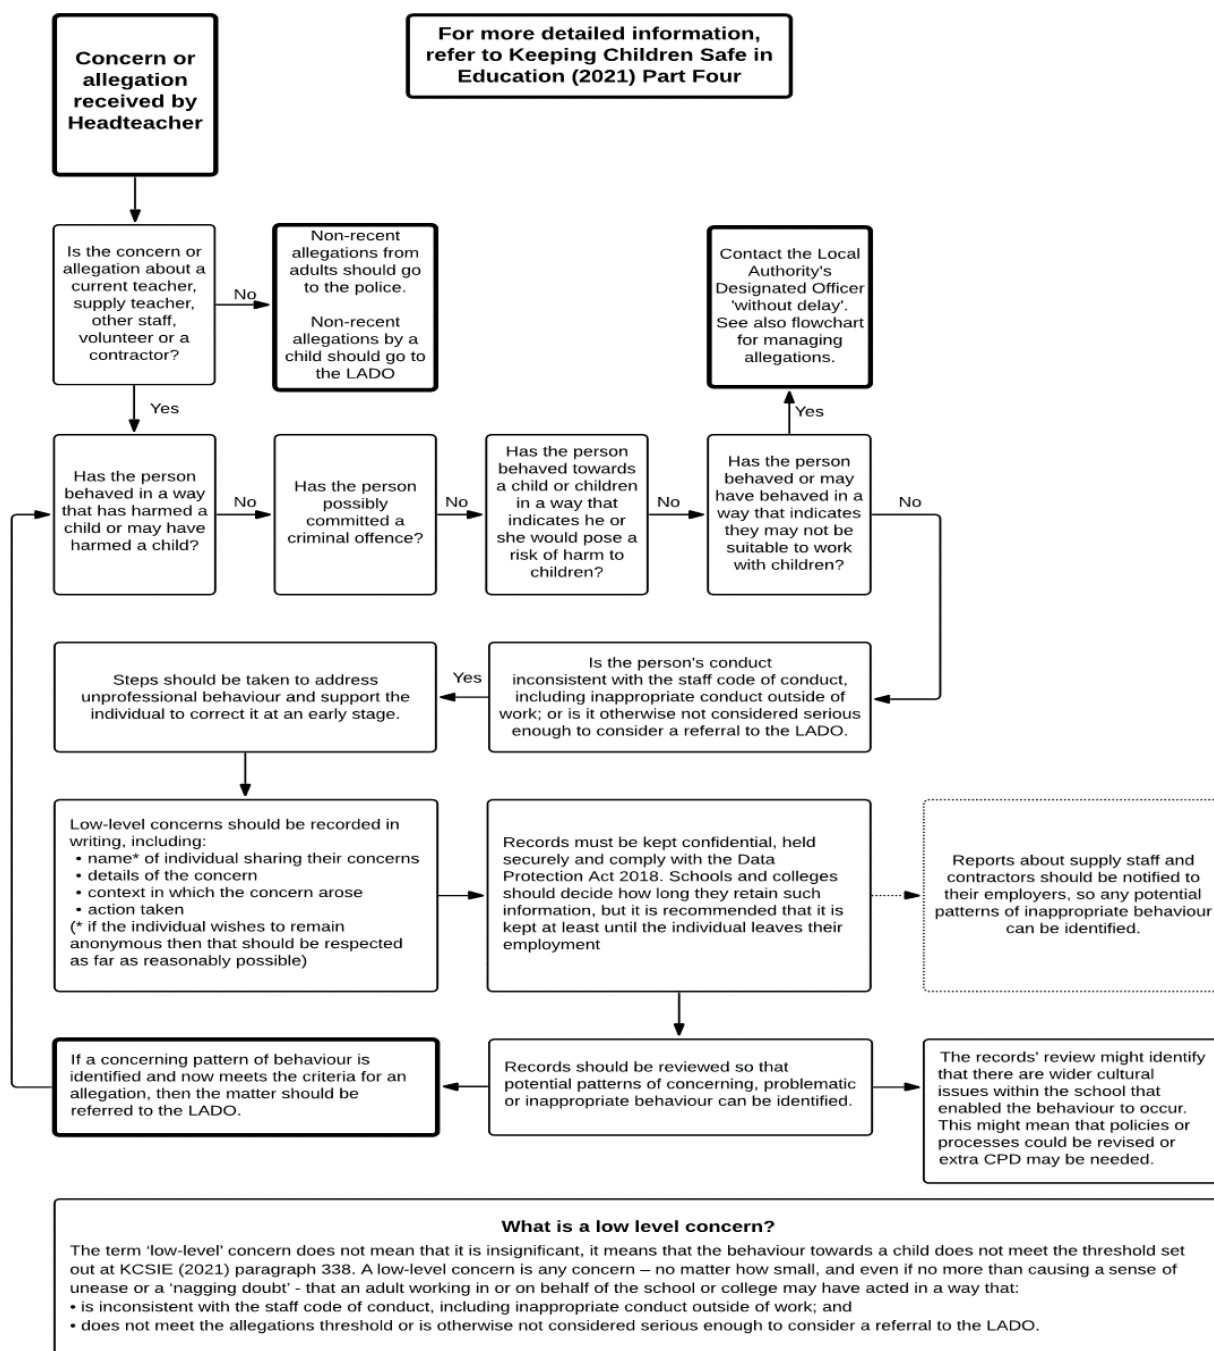 Concern or
allegation
received by
Headteacher
For more detailed information,
refer to Keeping Children Safe in
Education (2021) Part Four
Is the concern or
allegation about a
current teacher,
supply teacher,
other staff,
volunteer or a
contractor?
No
Non-recent
allegations from
adults should go
to the police.
Non-recent
allegations by a
child should go to
the LADO
Contact the Local
Authority's
Designated Officer
'without delay'.
See also flowchart
for managing
allegations.
Yes
Yes
Has the person
behaved in a way
that has harmed a
child or may have
harmed a child?
No
Has the person
possibly
committed a
criminal offence?
No
Has the person
behaved towards
a child or children
in a way that
indicates he or
she would pose a
risk of harm to
children?
No
Has the person
behaved or may
have behaved in a
way that indicates
they may not be
suitable to work
with children?
No
Is the person's conduct
inconsistent with the staff code of conduct,
including inappropriate conduct outside of
work; or is it otherwise not considered serious
enough to consider a referral to the LADO.
Yes
Steps should be taken to address
unprofessional behaviour and support the
individual to correct it at an early stage.
Low-level concerns should be recorded in
writing, including:
• name* of individual sharing their concerns
• details of the concern
• context in which the concern arose
• action taken
(* if the individual wishes to remain
anonymous then that should be respected
as far as reasonably possible)
Records must be kept confidential, held
securely and comply with the Data
Protection Act 2018. Schools and colleges
should decide how long they retain such
information, but it is recommended that it is
kept at least until the individual leaves their
employment
Reports about supply staff and
contractors should be notified to
their employers, so any potential
patterns of inappropriate behaviour
can be identified.
If a concerning pattern of behaviour is
identified and now meets the criteria for an
allegation, then the matter should be
referred to the LADO.
Records should be reviewed so that
potential patterns of concerning, problematic
or inappropriate behaviour can be identified.
The records' review might identify
that there are wider cultural
issues within the school that
enabled the behaviour to occur.
This might mean that policies or
processes could be revised or
extra CPD may be needed.
What is a low level concern?
The term ‘low-level’ concern does not mean that it is insignificant, it means that the behaviour towards a child does not meet the threshold set
out at KCSIE (2021) paragraph 338. A low-level concern is any concern – no matter how small, and even if no more than causing a sense of
unease or a ‘nagging doubt’ - that an adult working in or on behalf of the school or college may have acted in a way that:
• is inconsistent with the staff code of conduct, including inappropriate conduct outside of work; and
• does not meet the allegations threshold or is otherwise not considered serious enough to consider a referral to the LADO.